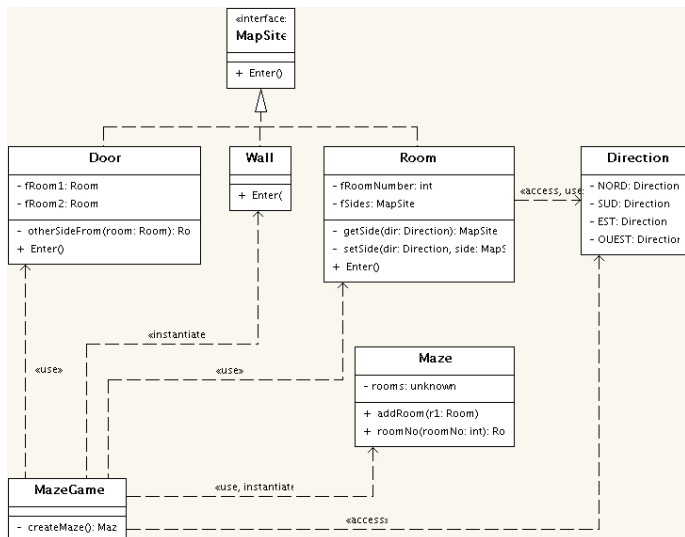 «interface:
MapSite
+ Enter()
Door
- fRoom1: Room
- fRoom2: Room
- otherSideFrom(room: Room): Ro
+ Enter()
Wall
+ Enter(
Room
- fRoomNumber: int
- fSides: MapSite
- getSide(dir: Direction): MapSite
- setSide(dir: Direction, side: MapS
+ Enter()
«access, use:
Direction
- NORD: Direction
- SUD: Direction
- EST: Direction
- OUEST: Direction
«instantiate
«use»
«use»
Maze
- rooms: unknown
+ addRoom(r1: Room)
+ roomNo(roomNo: int): Ro
MazeGame
- createMaze(): Maz
«use, instantiate
«access»